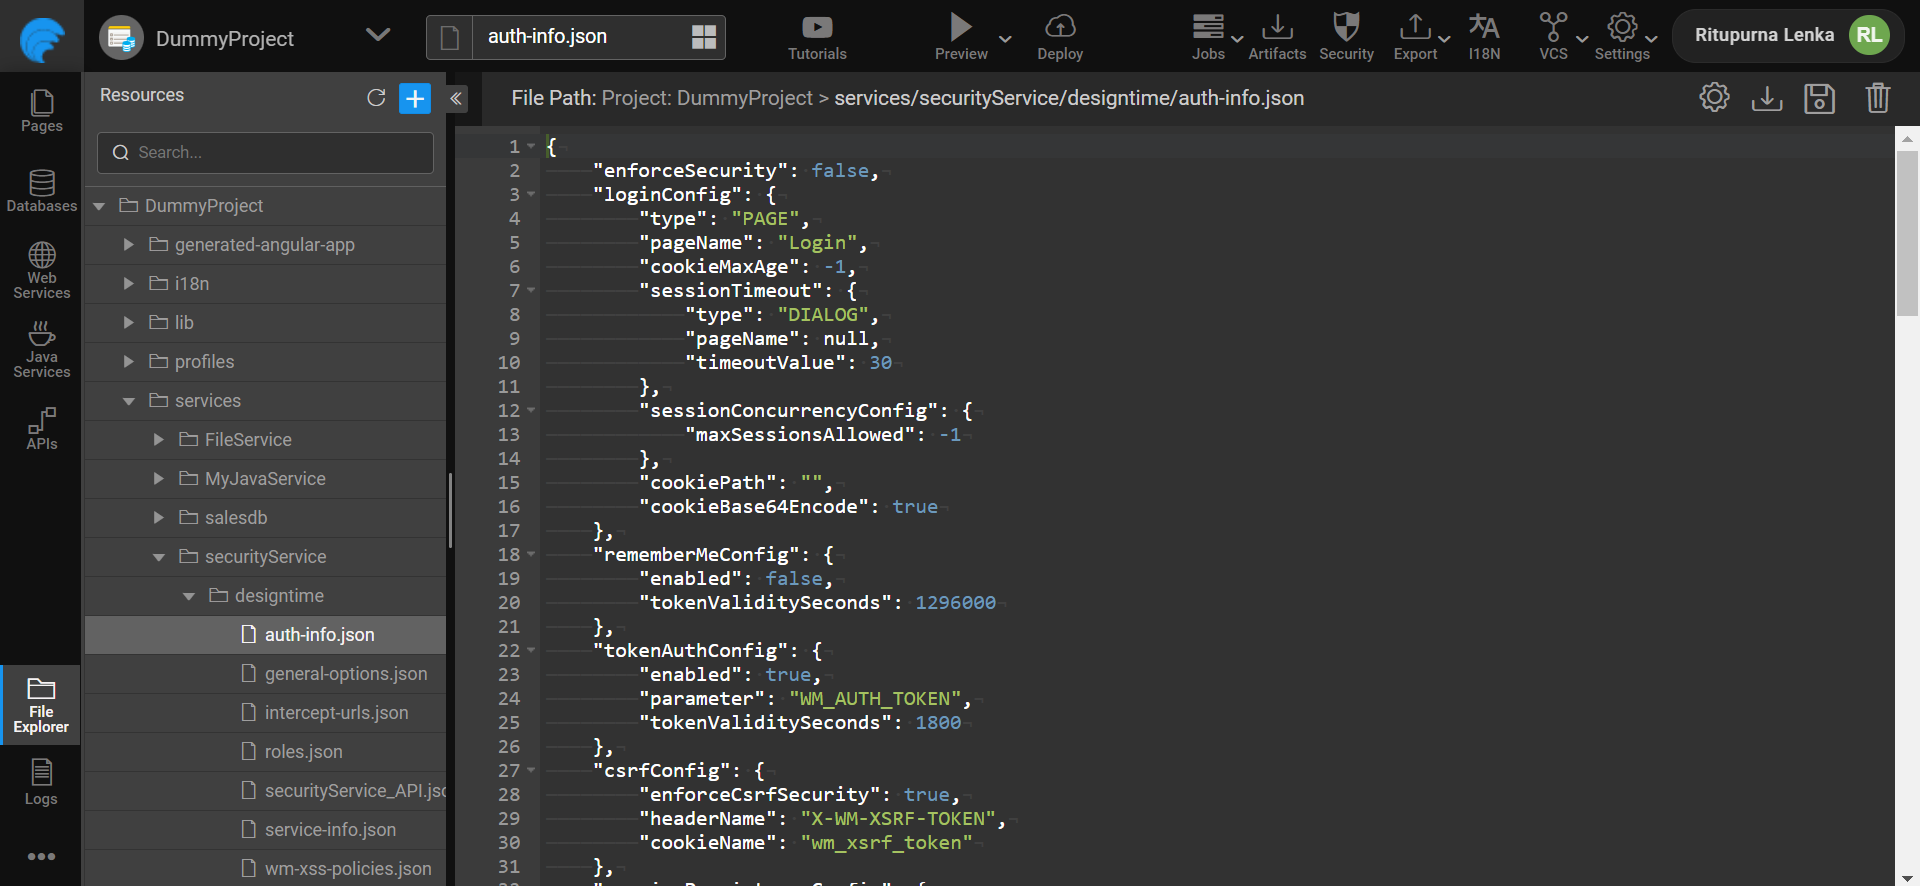 DummyProject
auth-info.json
Tutorials
Preview
Deploy
Jobs
Artifacts
Security
Export
I18N
VCS
Settings
Ritupurna Lenka
RL
Pages
Databases
Web
Services
Java
Services
APIs
File
Explorer
Logs
Resources
Search...
DummyProject
generated-angular-app
i18n
lib
profiles
services
FileService
MyJavaService
salesdb
securityService
designtime
auth-info.json
general-options.json
intercept-urls.json
roles.json
securityService_API.jsc
service-info.json
wm-xss-policies.json
File Path: Project: DummyProject > services/securityService/designtime/auth-info.json
1 {
2 "enforceSecurity": false,
3 "loginConfig": {
4 "type": "PAGE",
5 "pageName": "Login",
6 "cookieMaxAge": -1,
7 "sessionTimeout": {
8 "type": "DIALOG",
9 "pageName": null,
10 "timeoutValue": 30
11 },
12 "sessionConcurrencyConfig": {
13 "maxSessionsAllowed": -1
14 },
15 "cookiePath": "",
16 "cookieBase64Encode": true
17 },
18 "rememberMeConfig": {
19 "enabled": false,
20 "tokenValiditySeconds": 1296000
21 },
22 "tokenAuthConfig": {
23 "enabled": true,
24 "parameter": "WM_AUTH_TOKEN",
25 "tokenValiditySeconds": 1800
26 },
27 "csrfConfig": {
28 "enforceCsrfSecurity": true,
29 "headerName": "X-WM-XSRF-TOKEN",
30 "cookieName": "wm_xsrf_token"
31 },